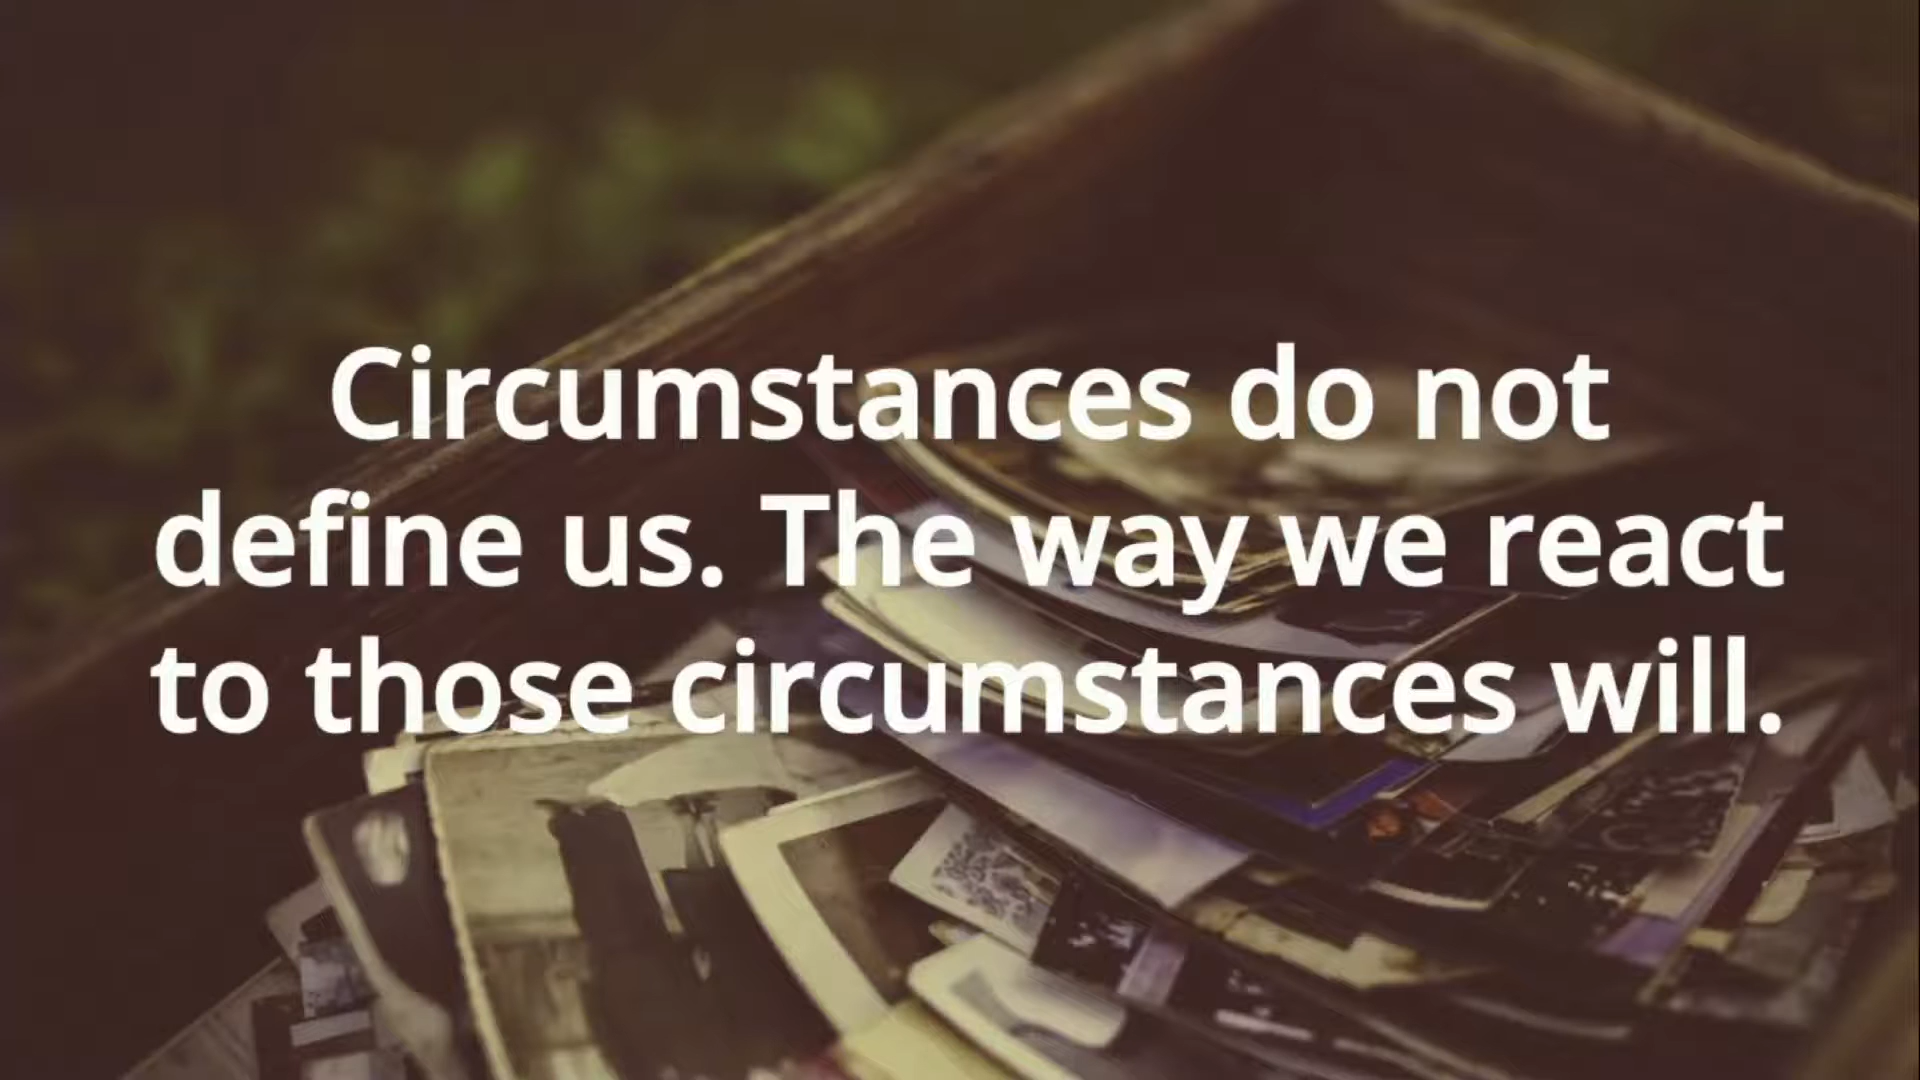 Circumstances do not
define us. The way we react
to those circumstances will.